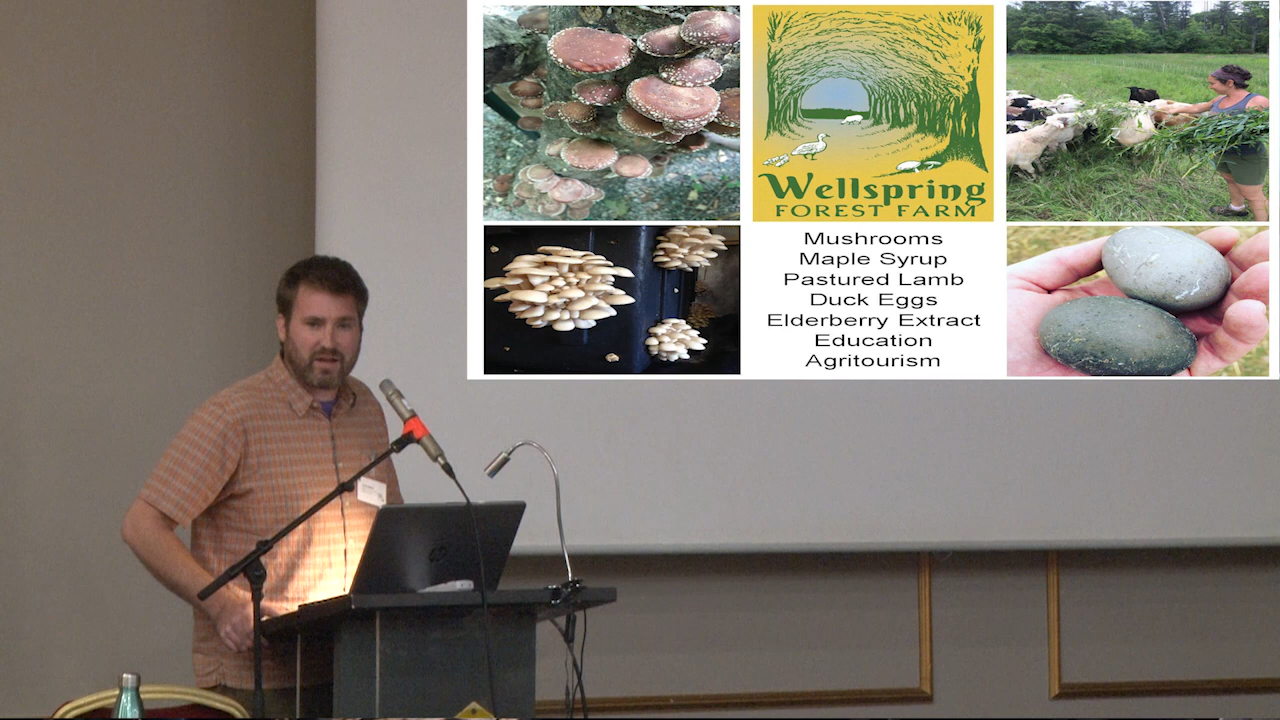 Wellspring
FOREST FARM
Mushrooms
Maple Syrup
Pastured Lamb
Duck Eggs
Elderberry Extract
Education
Agritourism